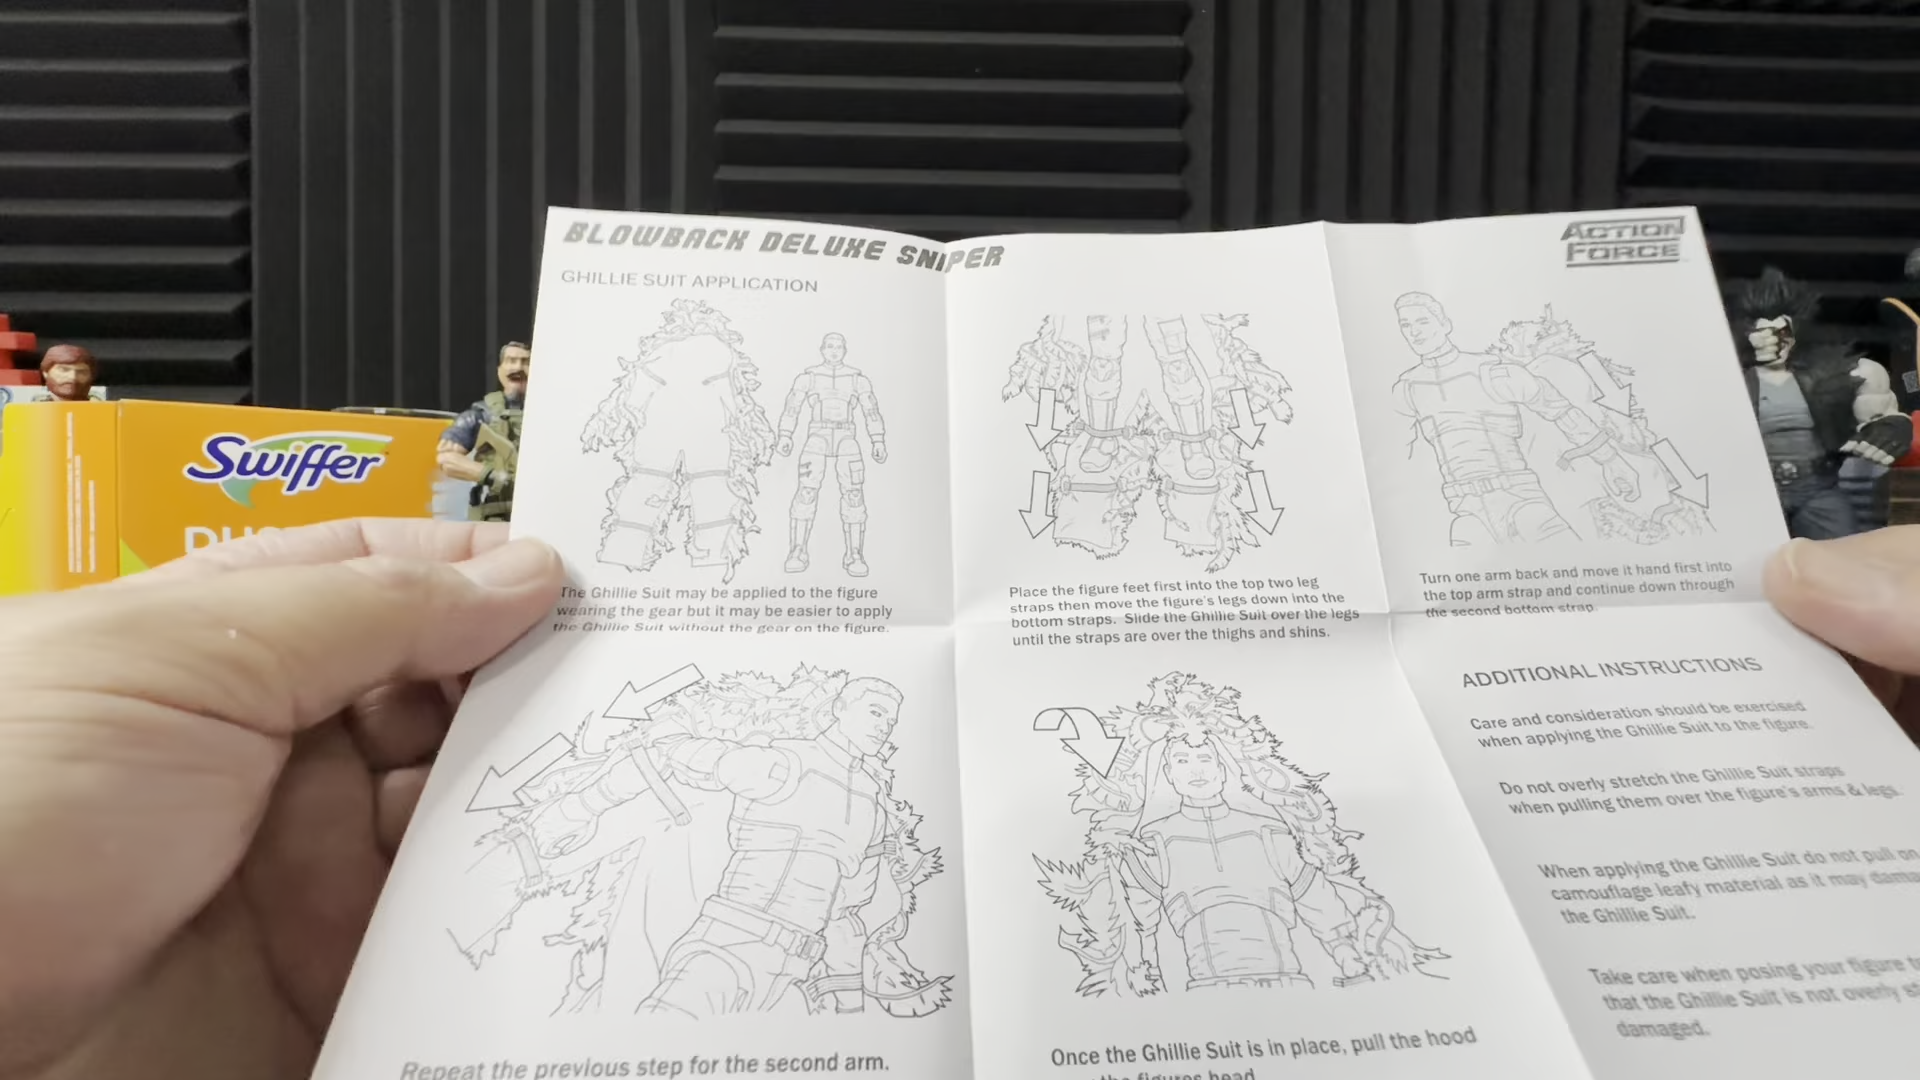 BLOWBACK DELUXE SNIPER
ACTION
FORCE
GHILLIE SUIT APPLICATION
The Ghillie Suit may be applied to the figure
wearing the gear but it may be easier to apply
the Ghillie Suit without the gear on the figure.
Place the figure feet first into the top two leg
straps then move the figure's legs down into the
bottom straps. Slide the Ghillie Suit over the legs
until the straps are over the thighs and shins.
Turn one arm back and move it hand first into
the top arm strap and continue down through
the second bottom strap.
Repeat the previous step for the second arm.
Once the Ghillie Suit is in place, pull the hood
the figures head
ADDITIONAL INSTRUCTIONS
Care and consideration should be exercised
when applying the Ghillie Suit to the figure.
Do not overly stretch the Ghillie Suit straps
when pulling them over the figure's arms & legs.
When applying the Ghillie Suit do not pull on
camouflage leafy material as it may
the Ghillie Suit.
Take care when posing your figure
that the Ghillie Suit is not overly
damaged.
Swiffer